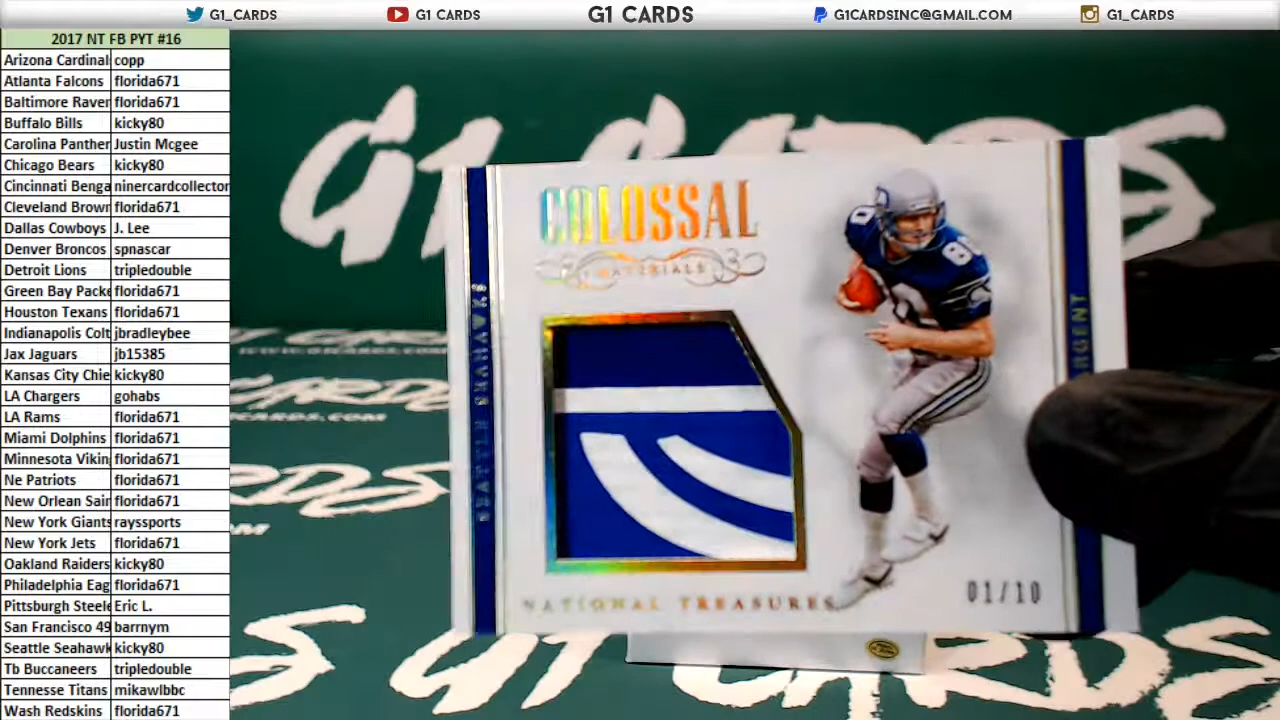 G1_CARDS
G1 CARDS
G1 CARDS
G1CARDSINC@GMAIL.COM
G1_CARDS
2017 NT FB PYT #16
Arizona Cardinal copp
Atlanta Falcons florida671
Baltimore Raver florida671
Buffalo Bills kicky80
Carolina Panther Justin Mcgee
Chicago Bears kicky80
Cincinnati Benga ninercardcollector
Cleveland Brown florida671
Dallas Cowboys J. Lee
Denver Broncos spnascar
Detroit Lions tripledouble
Green Bay Packe florida671
Houston Texans florida671
Indianapolis Colt jbradleybee
Jax Jaguars jb15385
Kansas City Chie kicky80
LA Chargers gohabs
LA Rams florida671
Miami Dolphins florida671
Minnesota Vikin florida671
Ne Patriots florida671
New Orlean Sain florida671
New York Giants rayssports
New York Jets florida671
Oakland Raiders kicky80
Philadelphia Eag florida671
Pittsburgh Steele Eric L.
San Francisco 49 barrnym
Seattle Seahawk kicky80
Tb Buccaneers tripledouble
Tennesse Titans mikawlbbc
Wash Redskins florida671
G1 CARDS
COLOSSAL
MATERIALS
SEATTLE SEAHAWKS
NATIONAL TREASURES
01/10
80